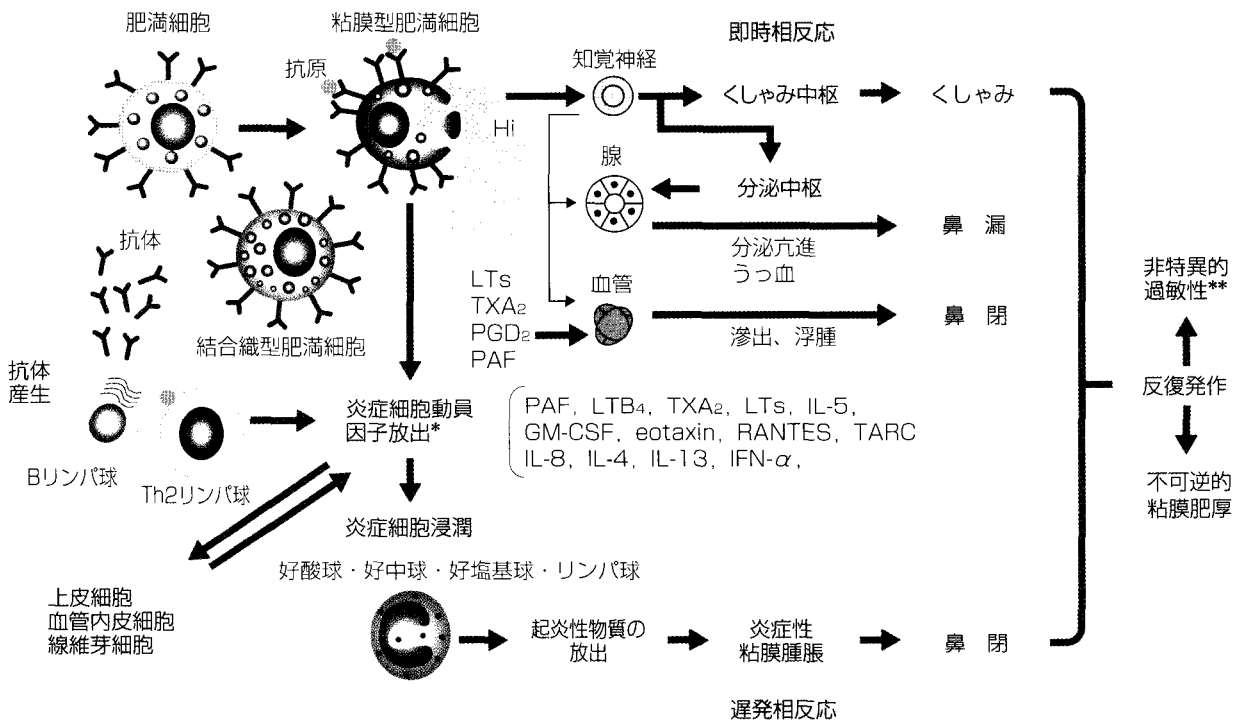 肥満細胞
粘膜型肥満細胞
抗原
Hi
即時相反応
知覚神経
くしゃみ中枢
くしゃみ
腺
分泌中枢
分泌亢進
うっ血
鼻 漏
抗体
結合織型肥満細胞
LTs
TXA₂
PGD₂
PAF
血管
滲出、浮腫
鼻 閉
非特異的
過敏性**
反復発作
不可逆的
粘膜肥厚
抗体
産生
Bリンパ球
Th2リンパ球
炎症細胞動員
因子放出*
PAF, LTB₄, TXA₂, LTs, IL-5,
GM-CSF, eotaxin, RANTES, TARC
IL-8, IL-4, IL-13, IFN-α,
炎症細胞浸潤
好酸球・好中球・好塩基球・リンパ球
上皮細胞
血管内皮細胞
線維芽細胞
起炎性物質の
放出
炎症性
粘膜腫脹
鼻 閉
遅発相反応